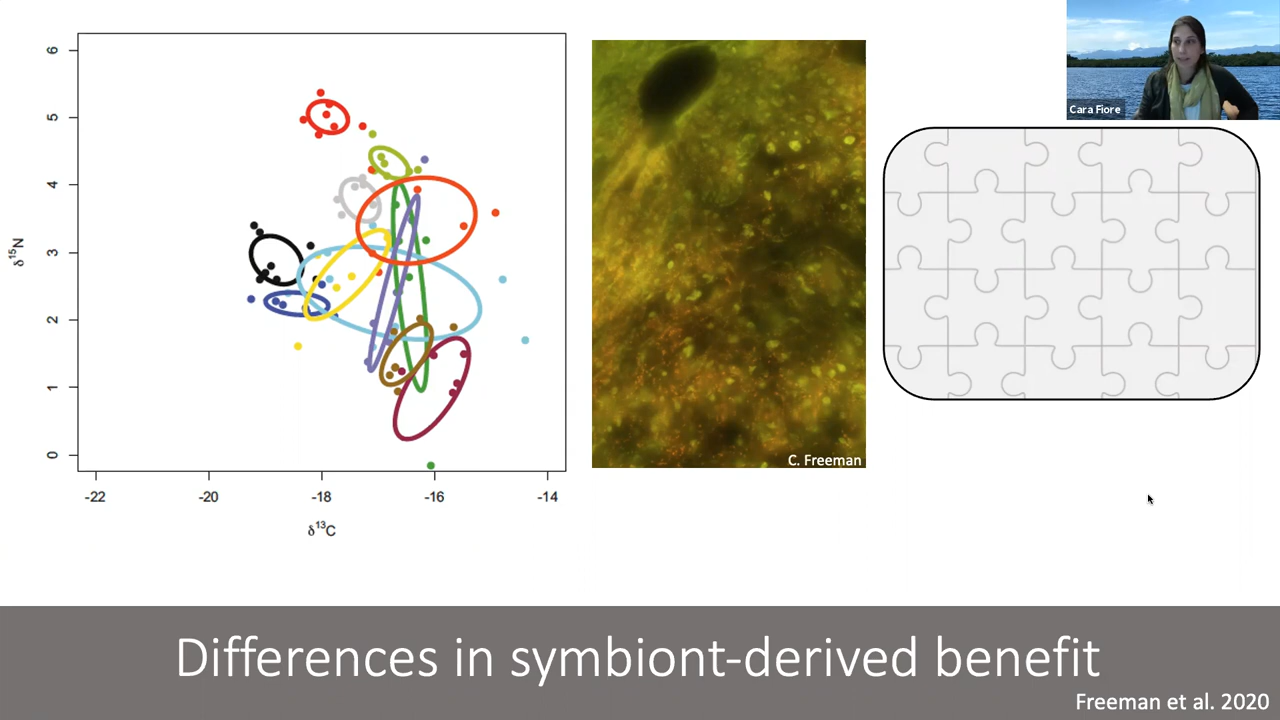 6
5
4
3
2
1
0
δ15N
-22
-20
-18
-16
-14
δ13C
C. Freeman
Cara Fiore
Differences in symbiont-derived benefit
Freeman et al. 2020